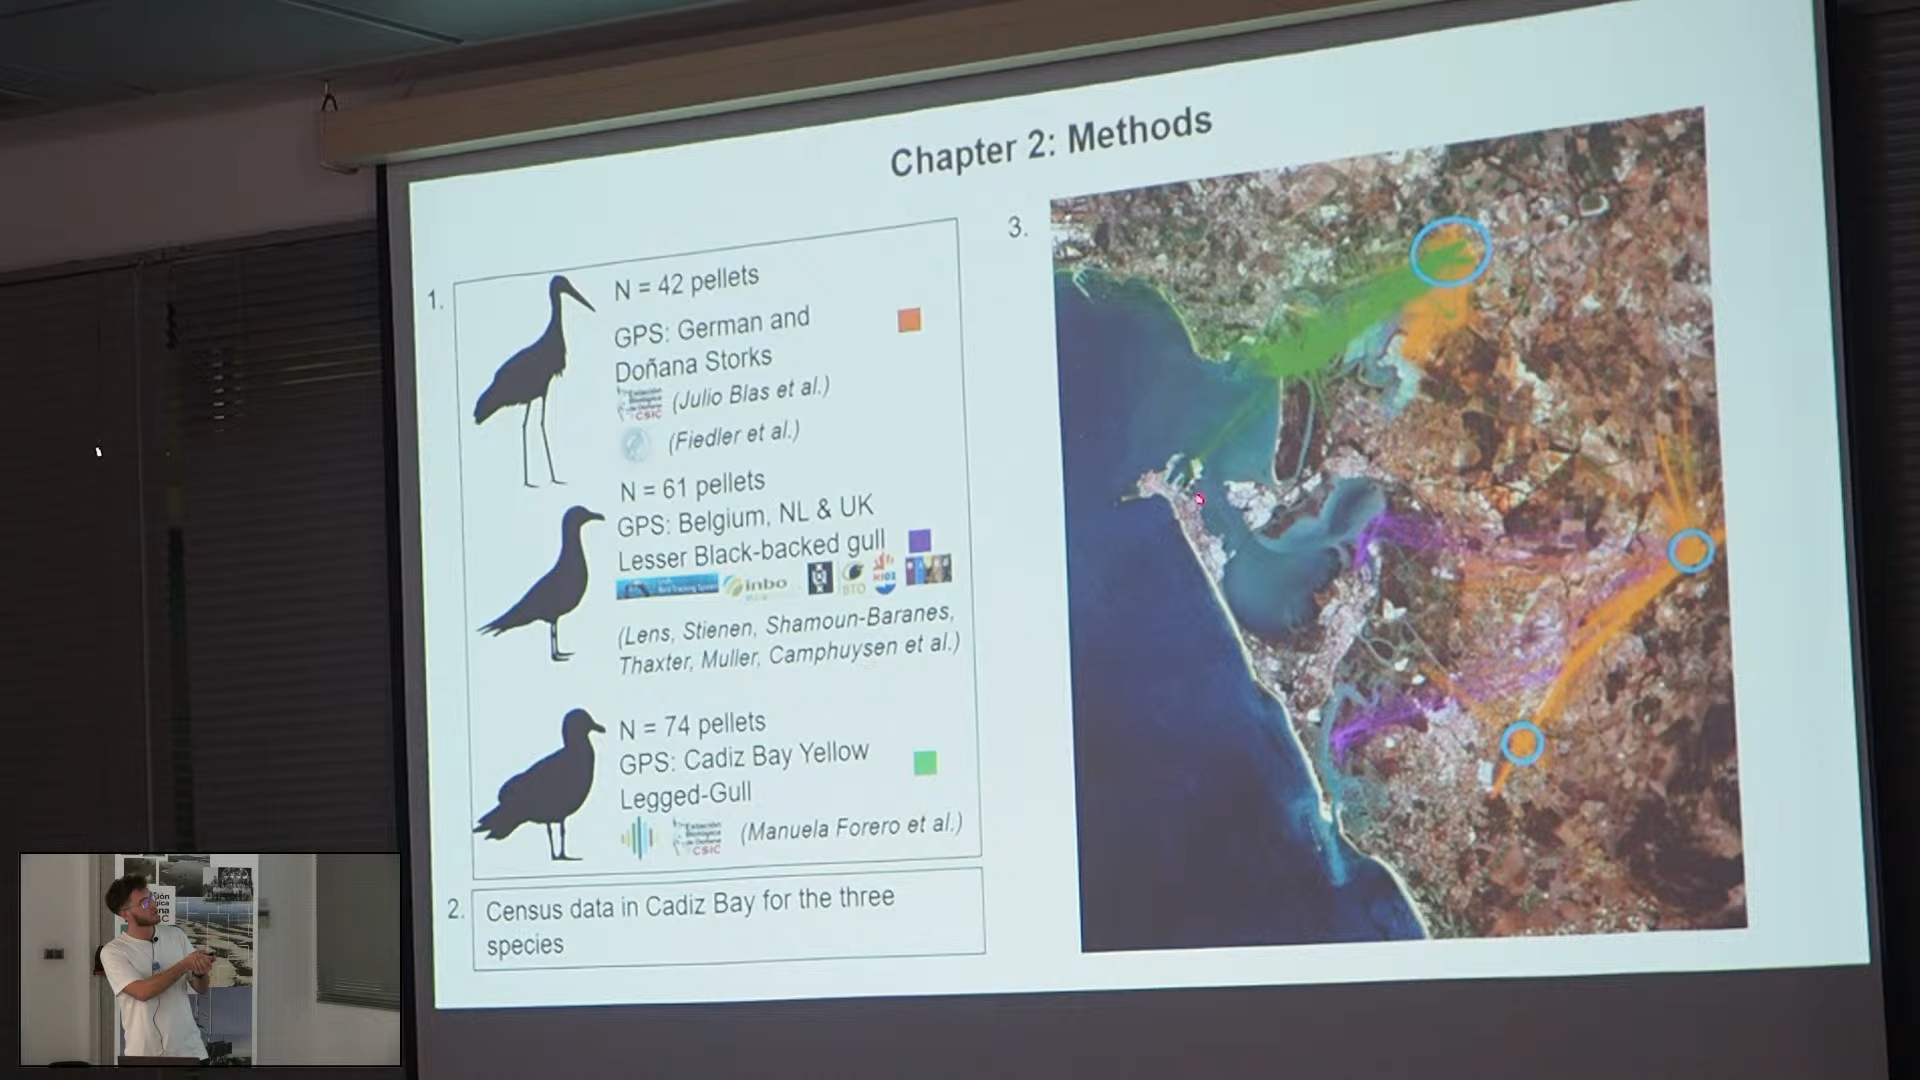 Chapter 2: Methods
1.
N = 42 pellets
GPS: German and
Doñana Storks
CSIC
(Julio Blas et al.)
(Fiedler et al.)
N = 61 pellets
GPS: Belgium, NL & UK
Lesser Black-backed gull
inbo
BTO
(Lens, Stienen, Shamoun-Baranes,
Thaxter, Muller, Camphuysen et al.)
N = 74 pellets
GPS: Cadiz Bay Yellow
Legged-Gull
CSIC
(Manuela Forero et al.)
2.
Census data in Cadiz Bay for the three
species
3.